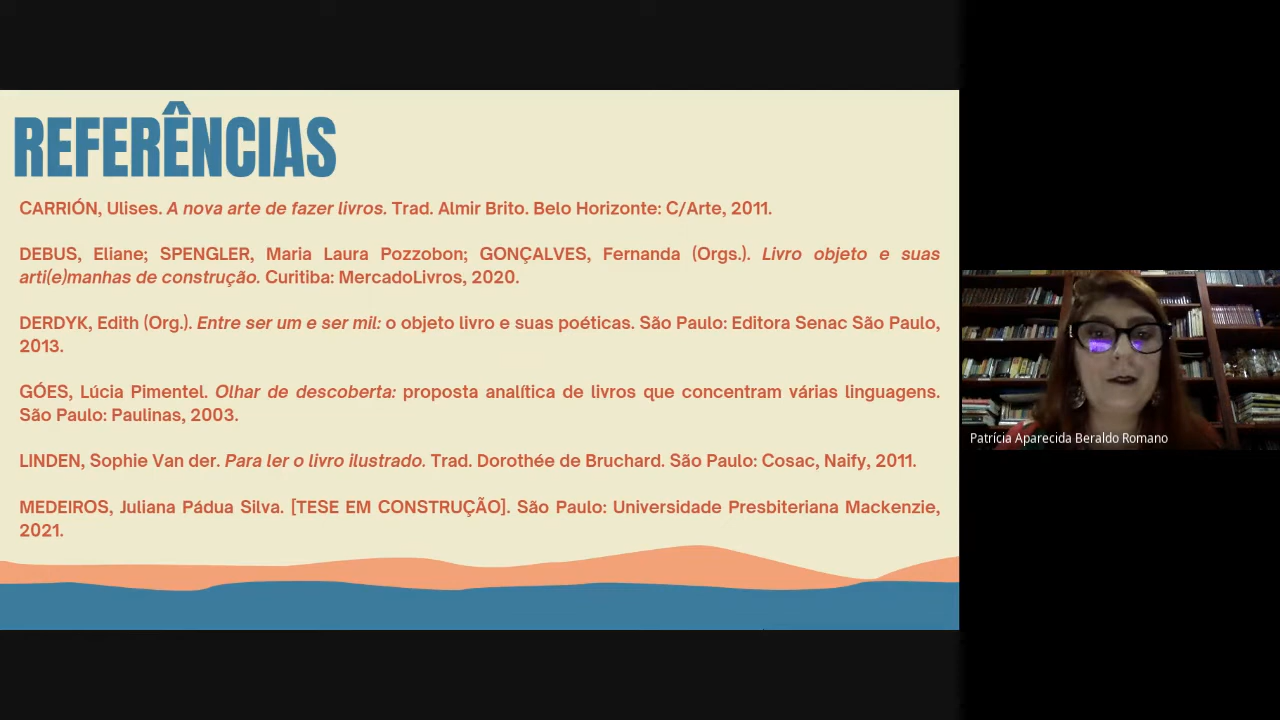 REFERÊNCIAS
CARRIÓN, Ulises. A nova arte de fazer livros. Trad. Almir Brito. Belo Horizonte: C/Arte, 2011.
DEBUS, Eliane; SPENGLER, Maria Laura Pozzobon; GONÇALVES, Fernanda (Orgs.). Livro objeto e suas
arti(e)manhas de construção. Curitiba: MercadoLivros, 2020.
DERDYK, Edith (Org.). Entre ser um e ser mil: o objeto livro e suas poéticas. São Paulo: Editora Senac São Paulo,
2013.
GÓES, Lúcia Pimentel. Olhar de descoberta: proposta analítica de livros que concentram várias linguagens.
São Paulo: Paulinas, 2003.
LINDEN, Sophie Van der. Para ler o livro ilustrado. Trad. Dorothée de Bruchard. São Paulo: Cosac, Naify, 2011.
MEDEIROS, Juliana Pádua Silva. [TESE EM CONSTRUÇÃO]. São Paulo: Universidade Presbiteriana Mackenzie,
2021.
Patrícia Aparecida Beraldo Romano